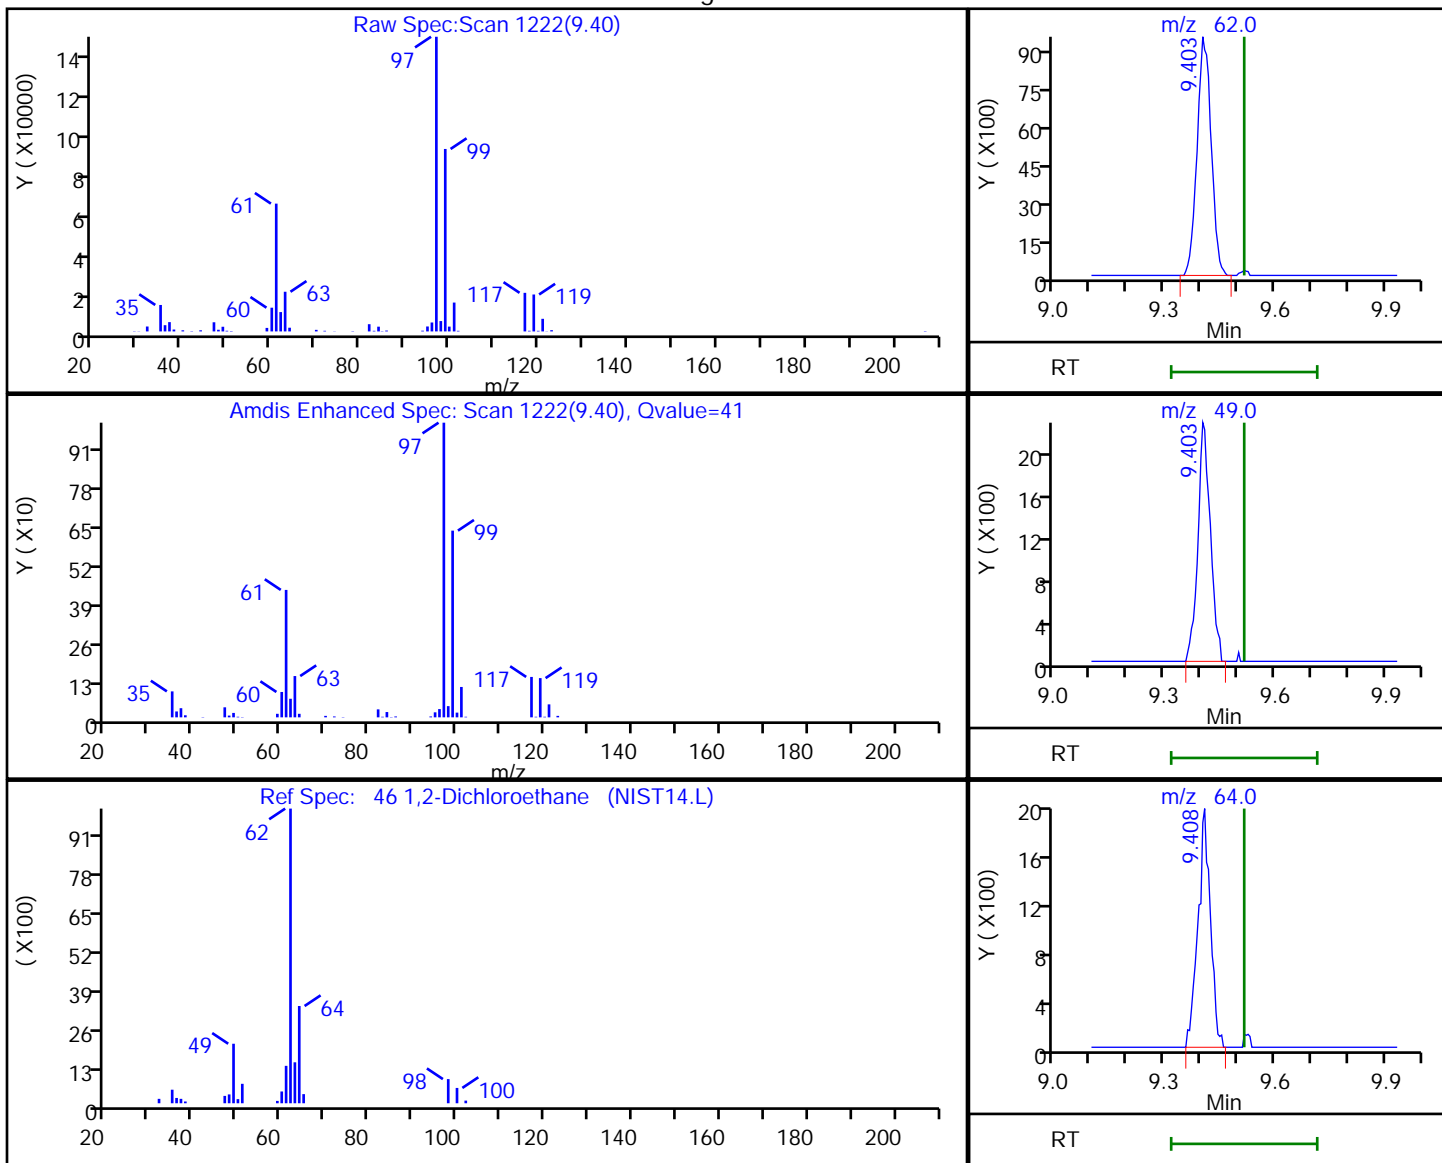 Raw Spec:Scan 1222(9.40)
Y ( X10000)
14
12
10
8
6
4
2
0
97
99
61
63
60
35
117
119
20 40 60 80 100 120 140 160 180 200
m/z
m/z 62.0
Y ( X100)
90
75
60
45
30
15
0
9.403
9.0 9.3 9.6 9.9
Min
RT
Amdis Enhanced Spec: Scan 1222(9.40), Qvalue=41
Y ( X10)
91
78
65
52
39
26
13
0
97
99
61
63
60
35
117
119
20 40 60 80 100 120 140 160 180 200
m/z
m/z 49.0
Y ( X100)
20
16
12
8
4
0
9.403
9.0 9.3 9.6 9.9
Min
RT
Ref Spec: 46 1,2-Dichloroethane (NIST14.L)
( X100)
91
78
65
52
39
26
13
0
62
64
49
98
100
20 40 60 80 100 120 140 160 180 200
m/z
m/z 64.0
Y ( X100)
20
16
12
8
4
0
9.408
9.0 9.3 9.6 9.9
Min
RT